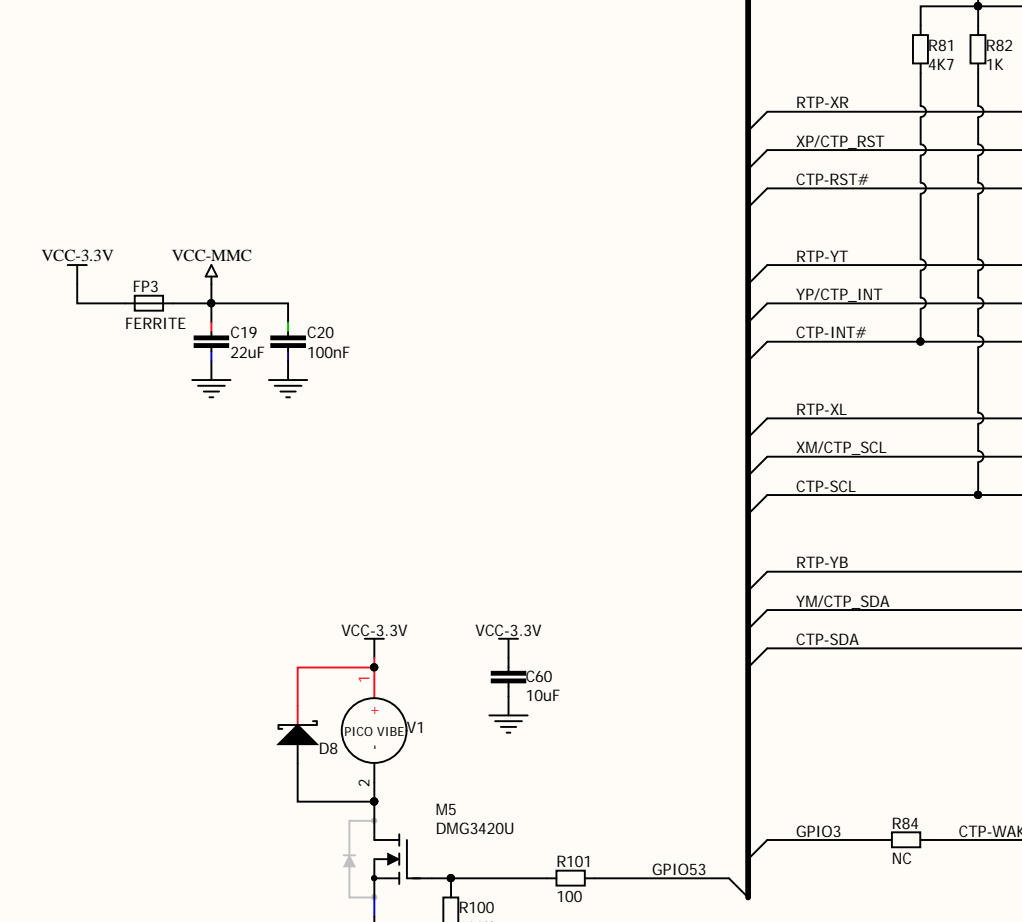 R81
4K7
R82
1K
RTP-XR
XP/CTP_RST
CTP-RST#
VCC-3.3V
VCC-MMC
FP3
FERRITE
C19
22uF
C20
100nF
RTP-YT
YP/CTP_INT
CTP-INT#
RTP-XL
XM/CTP_SCL
CTP-SCL
RTP-YB
YM/CTP_SDA
CTP-SDA
VCC-3.3V
VCC-3.3V
1
+
PICO VIBE
V1
-
2
D8
C60
10uF
M5
DMG3420U
R101
100
GPIO53
R100
GPIO3
R84
NC
CTP-WAK